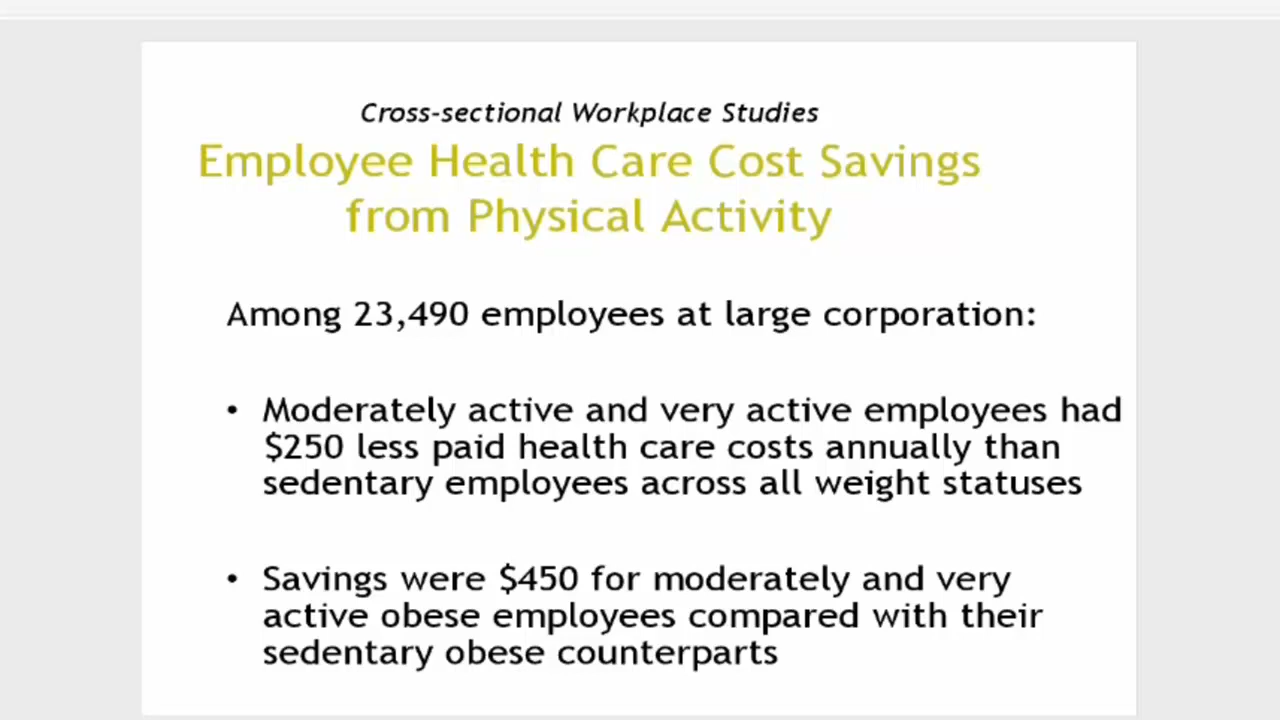 Cross-sectional Workplace Studies
Employee Health Care Cost Savings
from Physical Activity
Among 23,490 employees at large corporation:
• Moderately active and very active employees had
$250 less paid health care costs annually than
sedentary employees across all weight statuses
• Savings were $450 for moderately and very
active obese employees compared with their
sedentary obese counterparts